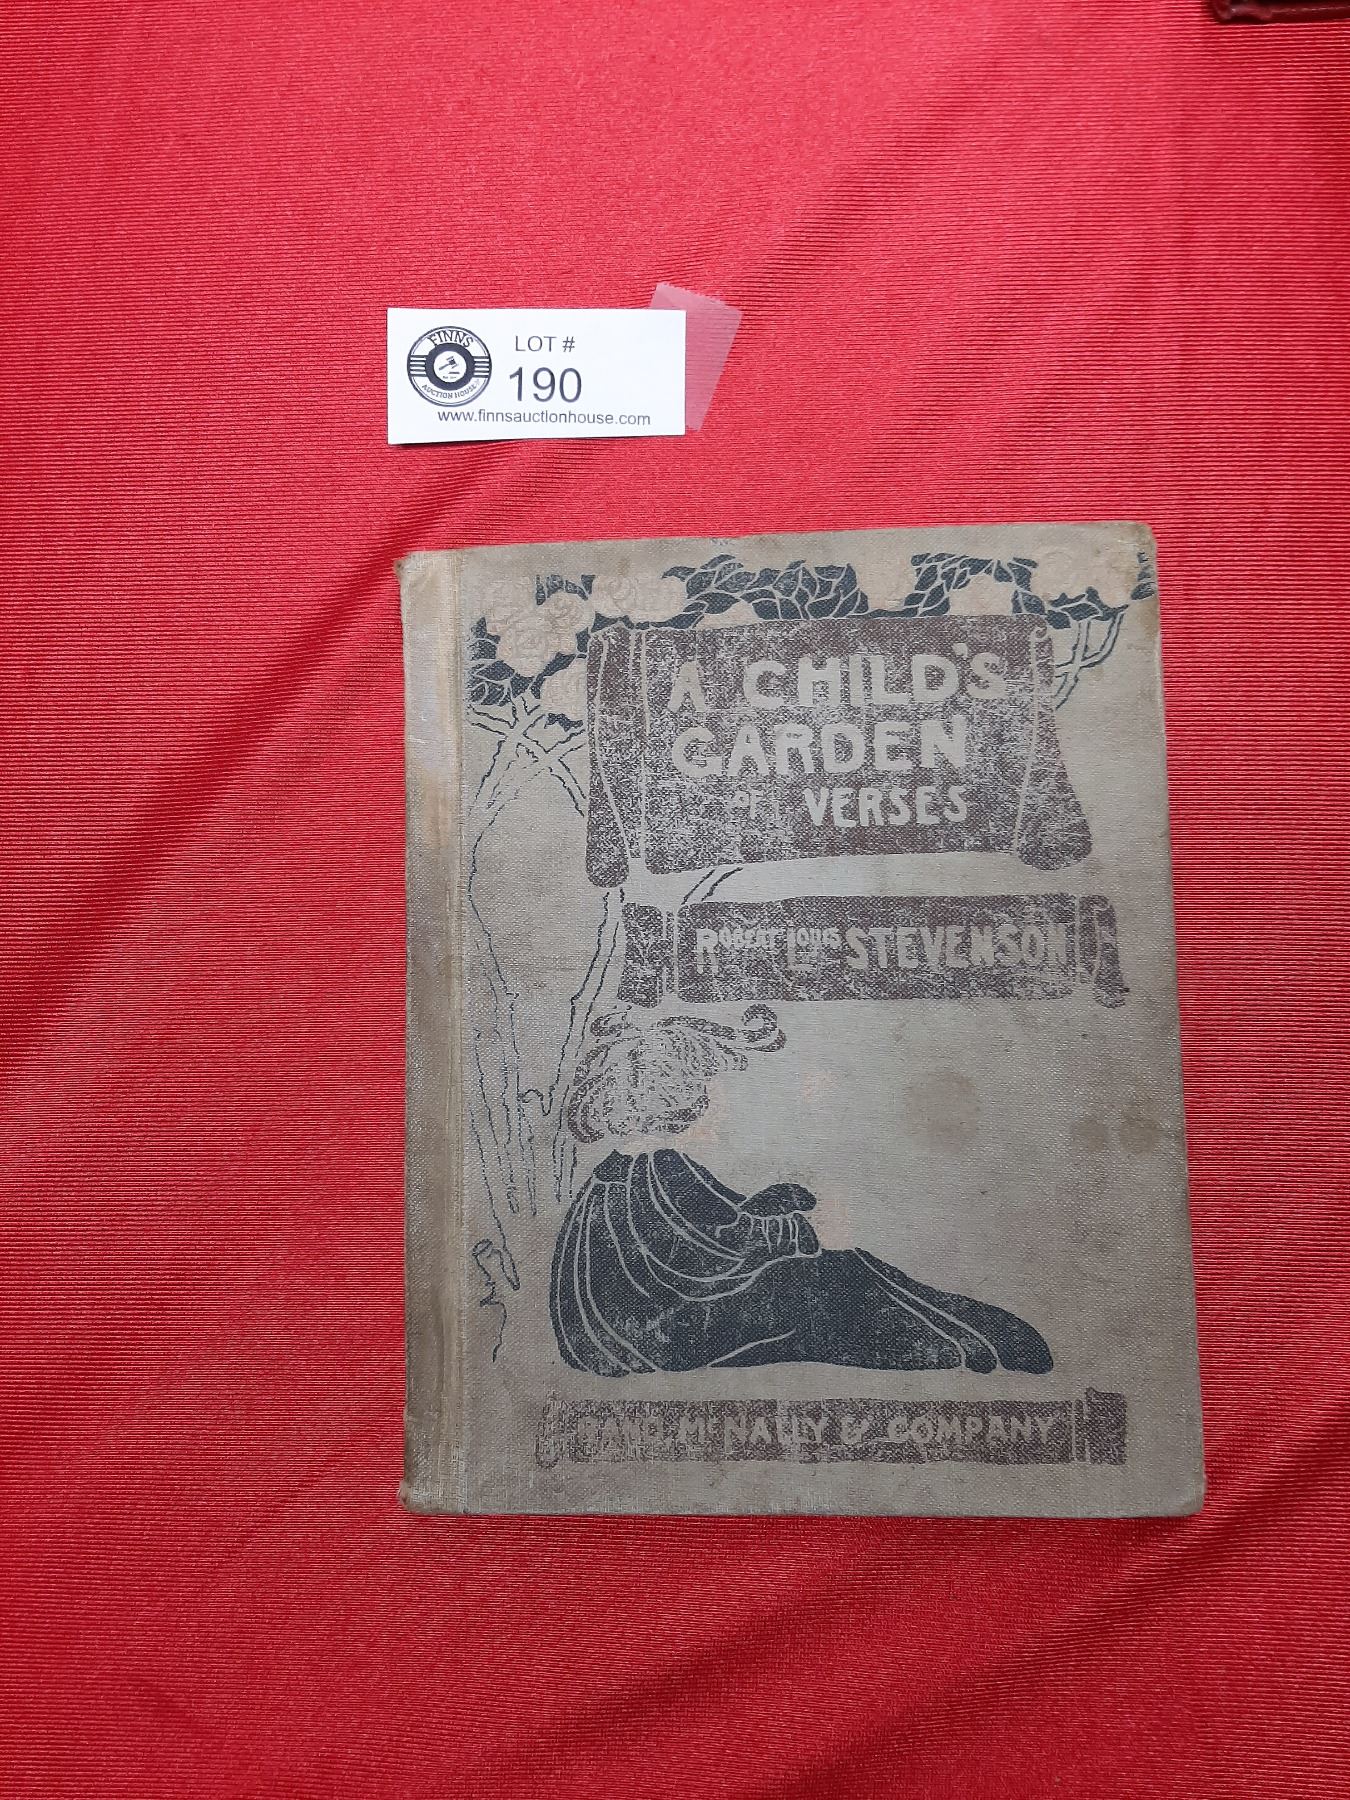 FINNS
AUCTION HOUSE
LOT #
190
www.finnsauctionhouse.com
A CHILD'S
GARDEN
OF VERSES
ROBERT LOUIS STEVENSON
RAND MCNALLY & COMPANY